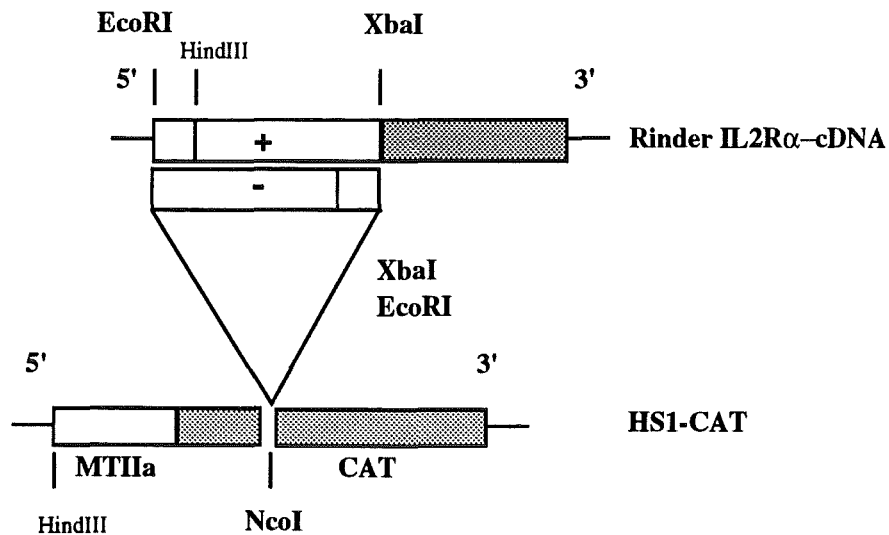 EcoRI
XbaI
HindIII
5'
3'
+
Rinder IL2Rα–cDNA
-
XbaI
EcoRI
5'
3'
HS1-CAT
MTIIa
CAT
HindIII
NcoI